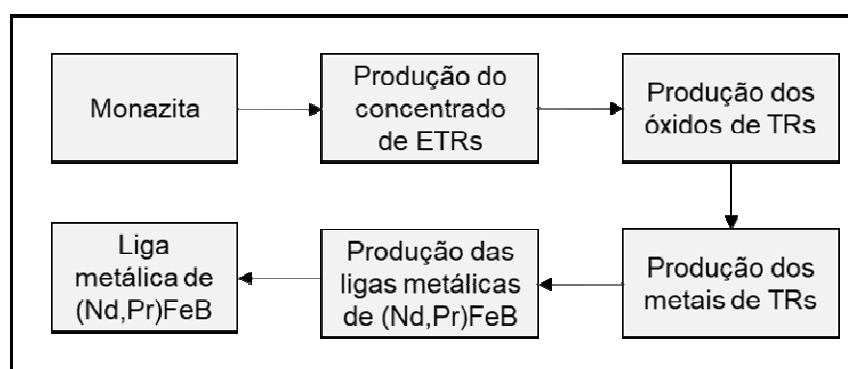 Monazita
Produção do
concentrado
de ETRs
Produção dos
óxidos de TRs
Produção dos
metais de TRs
Produção das
ligas metálicas
de (Nd,Pr)FeB
Liga
metálica de
(Nd,Pr)FeB